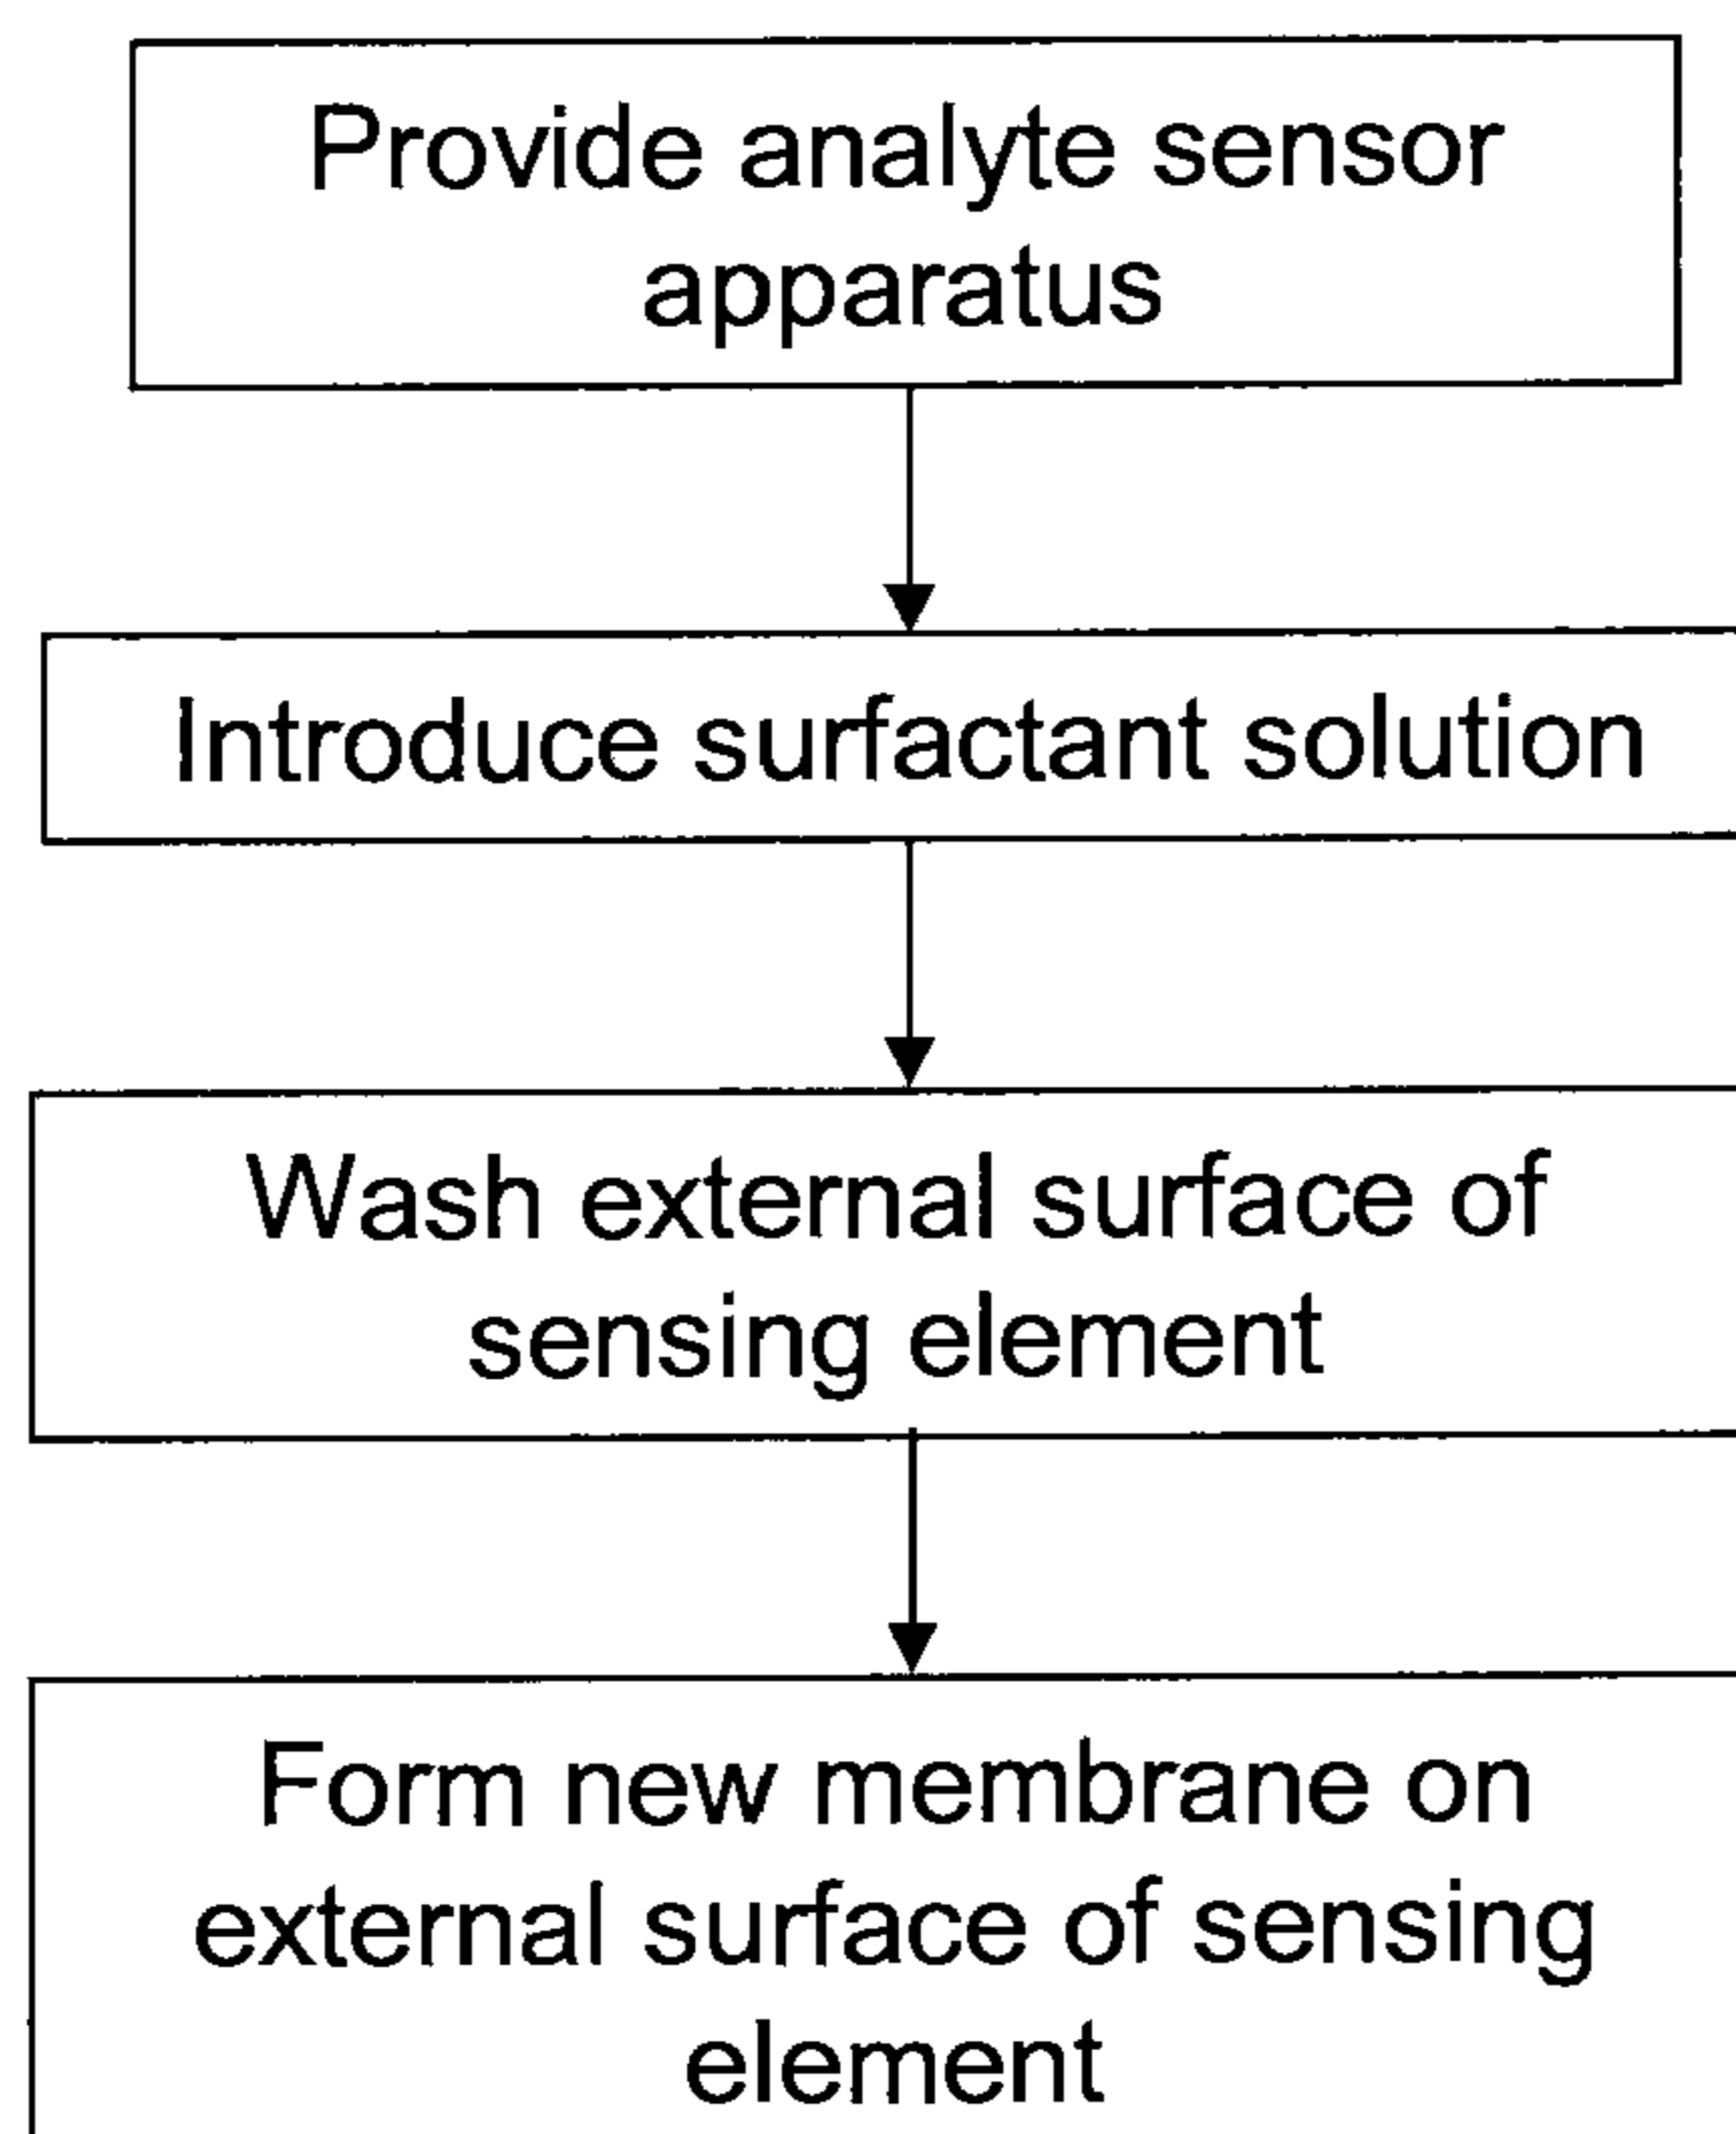 Provide analyte sensor
apparatus
Introduce surfactant solution
Wash external surface of
sensing element
Form new membrane on
external surface of sensing
element